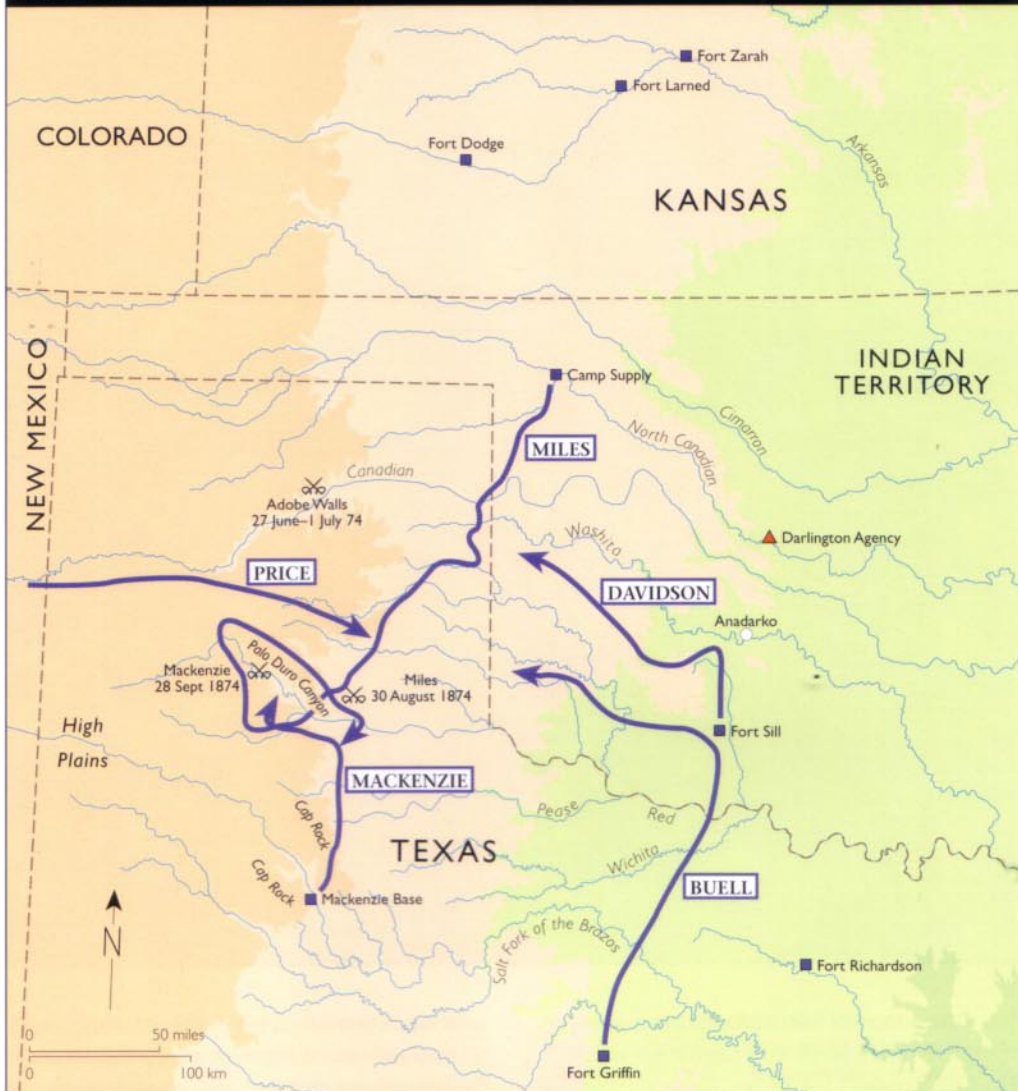 Fort Zarah
Fort Larned
COLORADO
Fort Dodge
Arkansas
KANSAS
NEW MEXICO
INDIAN
TERRITORY
Camp Supply
Cimarron
North Canadian
MILES
Canadian
Adobe Walls
27 June–1 July 74
Washita
Darlington Agency
PRICE
DAVIDSON
Anadarko
Palo Duro Canyon
Mackenzie
28 Sept 1874
Miles
30 August 1874
High
Plains
Fort Sill
MACKENZIE
Cap Rock
Pease
Red
TEXAS
Wichita
Cap Rock
Mackenzie Base
BUELL
N
Salt Fork of the Brazos
Fort Richardson
0
50 miles
0
100 km
Fort Griffin